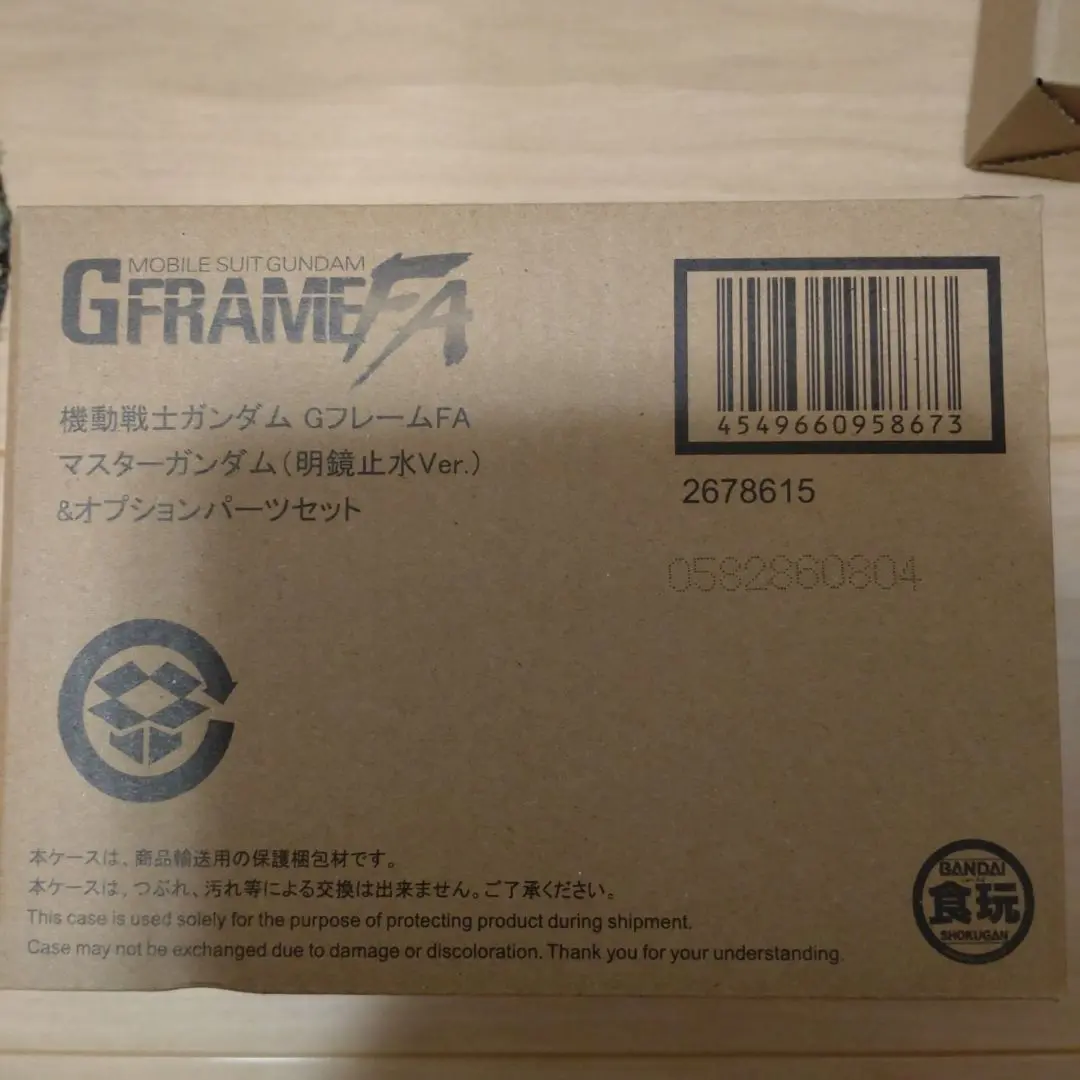 MOBILE SUIT GUNDAM
GFRAMEFA
機動戦士ガンダム GフレームFA
マスターガンダム(明鏡止水Ver.)
&オプションパーツセット
4549660958673
2678615
0582860804
本ケースは、商品輸送用の保護梱包材です。
本ケースは、つぶれ、汚れ等による交換は出来ません。ご了承ください。
This case is used solely for the purpose of protecting product during shipment.
Case may not be exchanged due to damage or discoloration. Thank you for your understanding.
BANDAI
食玩
SHOKUGAN